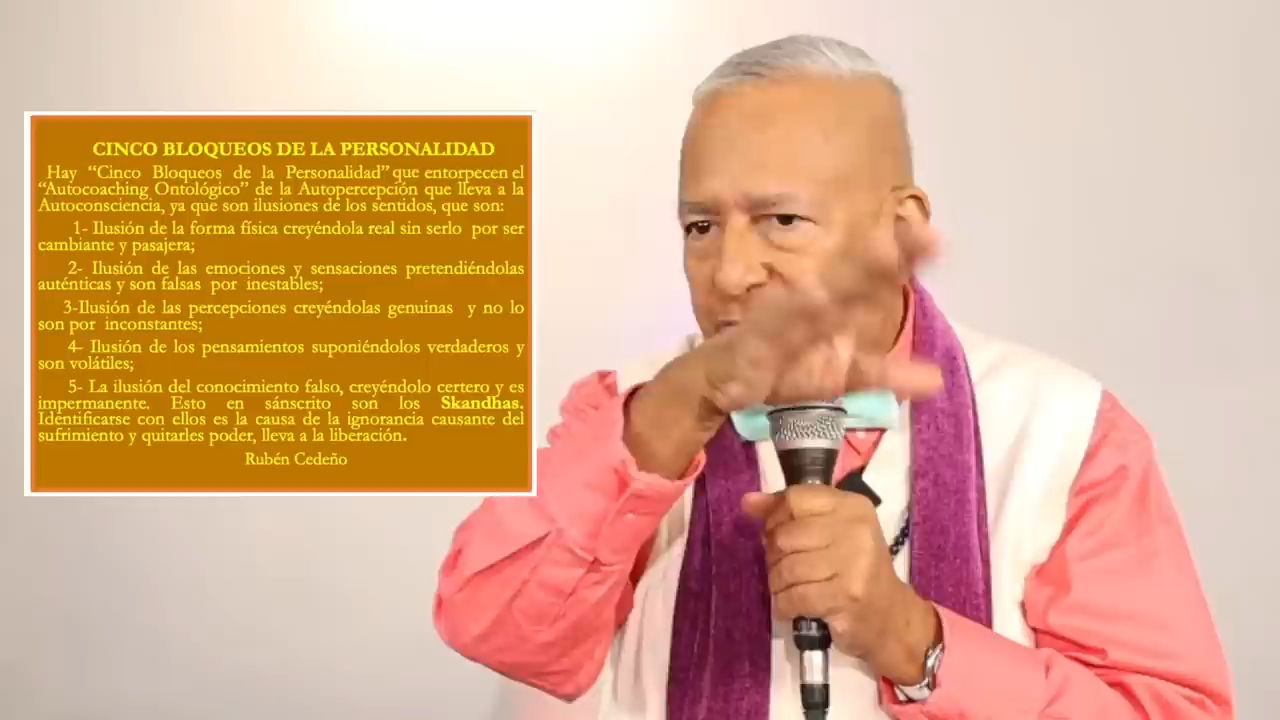 CINCO BLOQUEOS DE LA PERSONALIDAD
Hay “Cinco Bloqueos de la Personalidad” que entorpecen el
“Autocoaching Ontológico” de la Autopercepción que lleva a la
Autoconsciencia, ya que son ilusiones de los sentidos, que son:
1- Ilusión de la forma física creyéndola real sin serlo por ser
cambiante y pasajera;
2- Ilusión de las emociones y sensaciones pretendiéndolas
auténticas y son falsas por inestables;
3-Ilusión de las percepciones creyéndolas genuinas y no lo
son por inconstantes;
4- Ilusión de los pensamientos suponiéndolos verdaderos y
son volátiles;
5- La ilusión del conocimiento falso, creyéndolo certero y es
impermanente. Esto en sánscrito son los Skandhas.
Identificarse con ellos es la causa de la ignorancia causante del
sufrimiento y quitarles poder, lleva a la liberación.
Rubén Cedeño